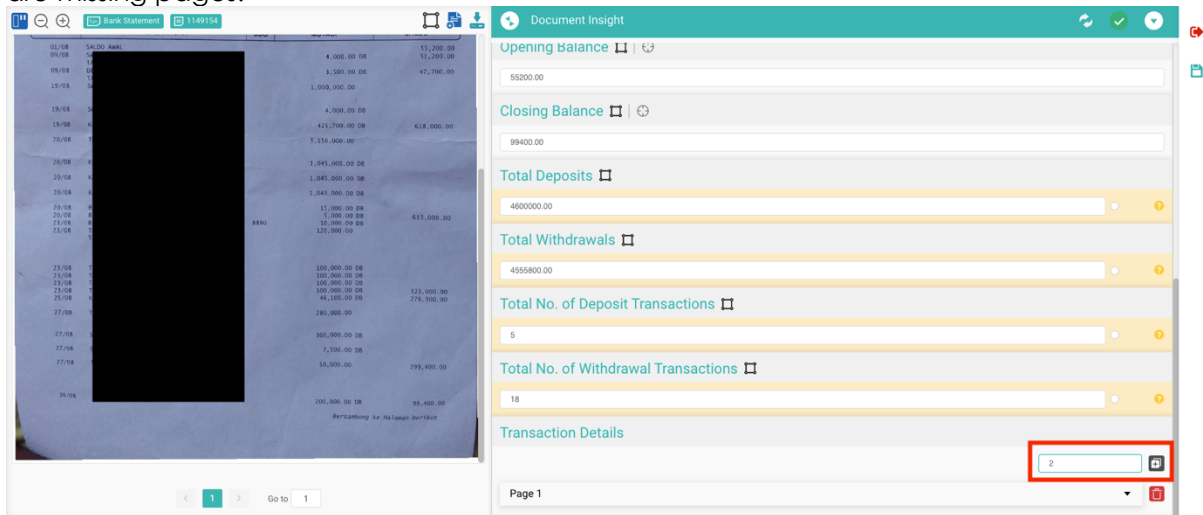 are missing pages.
Bank Statement
1149154
01/08 SALDO AWAL 55,200.00
09/08 4,000.00 DB 51,200.00
09/08 3,500.00 DB 47,700.00
19/08 1,000,000.00
19/08 4,000.00 DB
19/08 425,700.00 DB 618,000.00
20/08 3,150,000.00
20/08 1,045,000.00 DB
20/08 1,045,000.00 DB
20/08 1,045,000.00 DB
20/08 15,000.00 DB
20/08 5,000.00 DB 613,000.00
23/08 8990 10,000.00 DB
23/08 120,000.00
23/08 100,000.00 DB
23/08 100,000.00 DB
23/08 100,000.00 DB
23/08 100,000.00 DB 323,000.00
25/08 46,100.00 DB 276,900.00
27/08 280,000.00
27/08 300,000.00 DB
27/08 7,500.00 DB
27/08 50,000.00 299,400.00
30/08 200,000.00 DB 99,400.00
Bersambung ke Halaman berikut
1
Go to 1
Document Insight
Opening Balance
55200.00
Closing Balance
99400.00
Total Deposits
4600000.00
Total Withdrawals
4555800.00
Total No. of Deposit Transactions
5
Total No. of Withdrawal Transactions
18
Transaction Details
2
Page 1